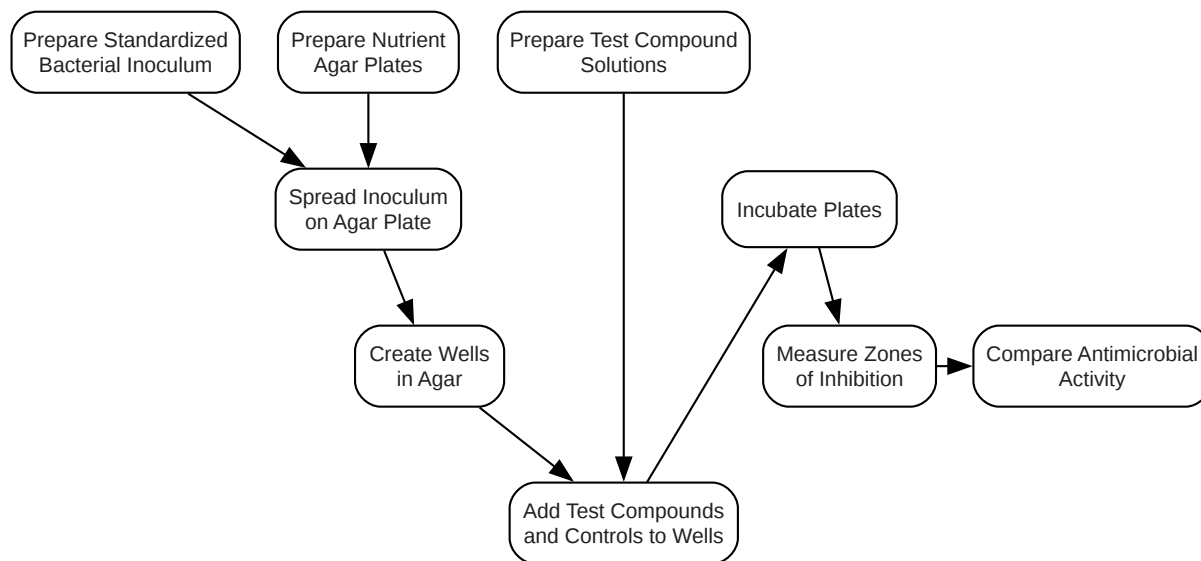 Prepare Standardized
Bacterial Inoculum
Prepare Nutrient
Agar Plates
Prepare Test Compound
Solutions
Spread Inoculum
on Agar Plate
Incubate Plates
Create Wells
in Agar
Measure Zones
of Inhibition
Compare Antimicrobial
Activity
Add Test Compounds
and Controls to Wells